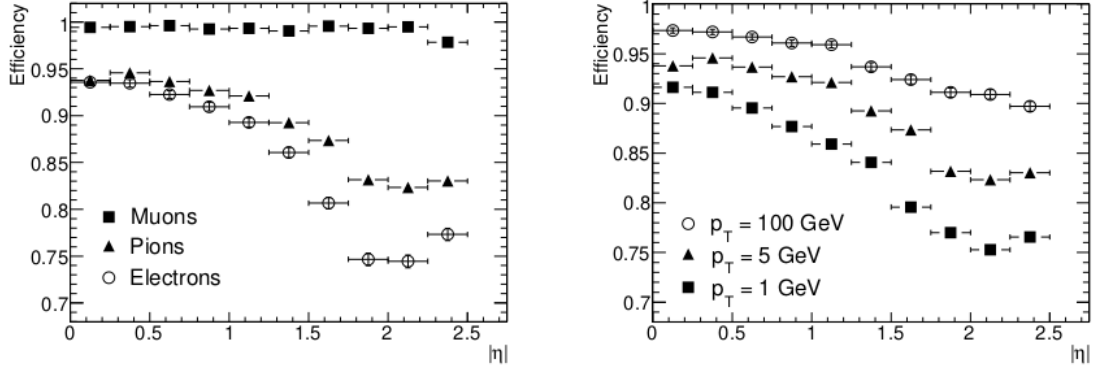 Efficiency
1
0.95
0.9
0.85
0.8
0.75
0.7
Muons
Pions
Electrons
0 0.5 1 1.5 2 2.5
|η|
Efficiency
1
0.95
0.9
0.85
0.8
0.75
0.7
p_T = 100 GeV
p_T = 5 GeV
p_T = 1 GeV
0 0.5 1 1.5 2 2.5
|η|